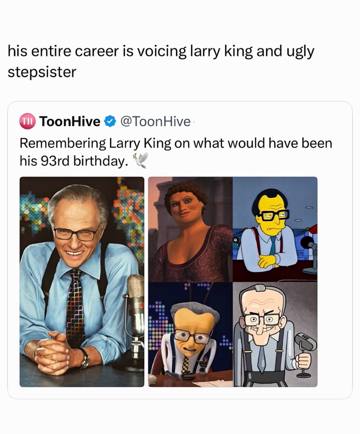 his entire career is voicing larry king and ugly
stepsister
TH ToonHive @ToonHive
Remembering Larry King on what would have been
his 93rd birthday. 🕊️